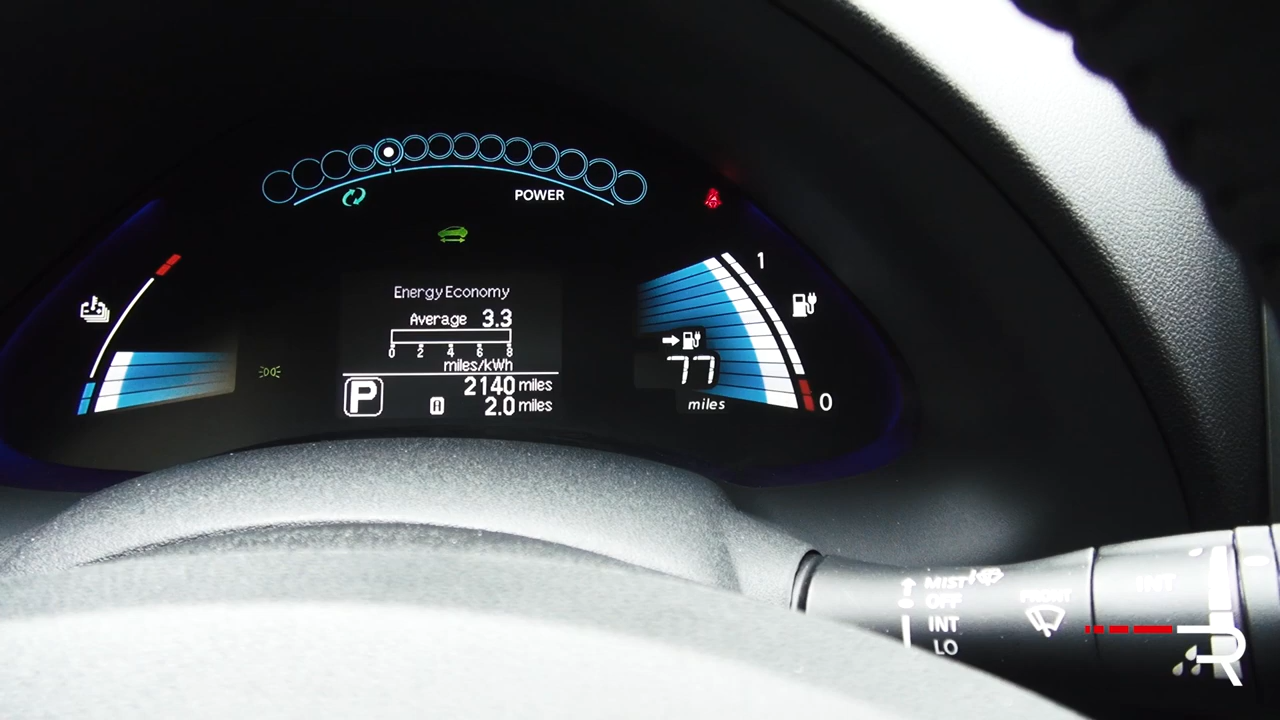 POWER
1
Energy Economy
Average 3.3
0 2 4 6 8
miles/kWh
77
P
2140 miles
2.0 miles
miles
0
MIST
OFF
INT
LO
FRONT
INT
R